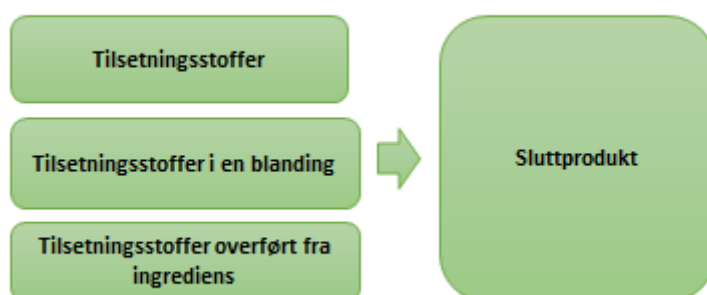 Tilsetningsstoffer
Tilsetningsstoffer i en blanding
Sluttprodukt
Tilsetningsstoffer overført fra
ingrediens